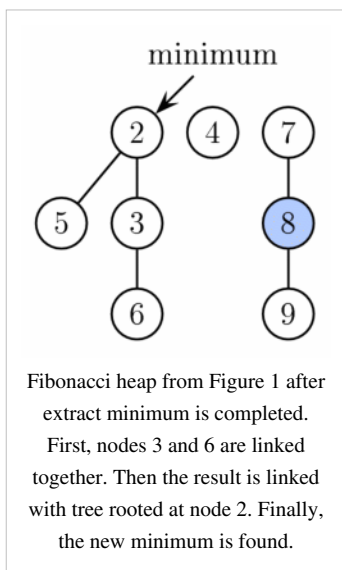 minimum
2 4 7
5 3 8
6 9
Fibonacci heap from Figure 1 after
extract minimum is completed.
First, nodes 3 and 6 are linked
together. Then the result is linked
with tree rooted at node 2. Finally,
the new minimum is found.